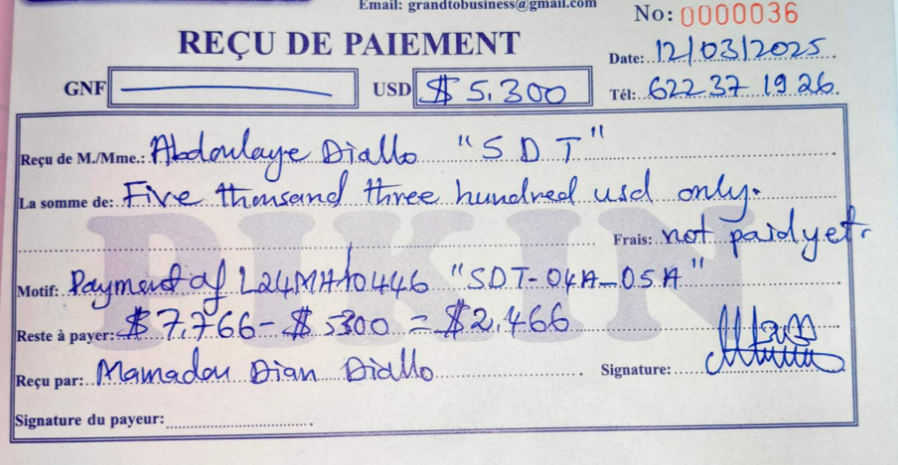 Email: grandtobusiness@gmail.com
No: 0000036
REÇU DE PAIEMENT
Date: 12/03/2025
GNF USD $ 5.300 Tél: 622 37 19 26.
Reçu de M./Mme.: Abdoulaye Diallo "S D T"
La somme de: Five thousand three hundred usd only.
Frais: not paid yet.
Motif: Payment of L24MA10446 "SDT-04A-05A"
Reste à payer: $7.766-$5300 = $2.466
Reçu par: Mamadou Dian Diallo Signature:
Signature du payeur:
PIKIN